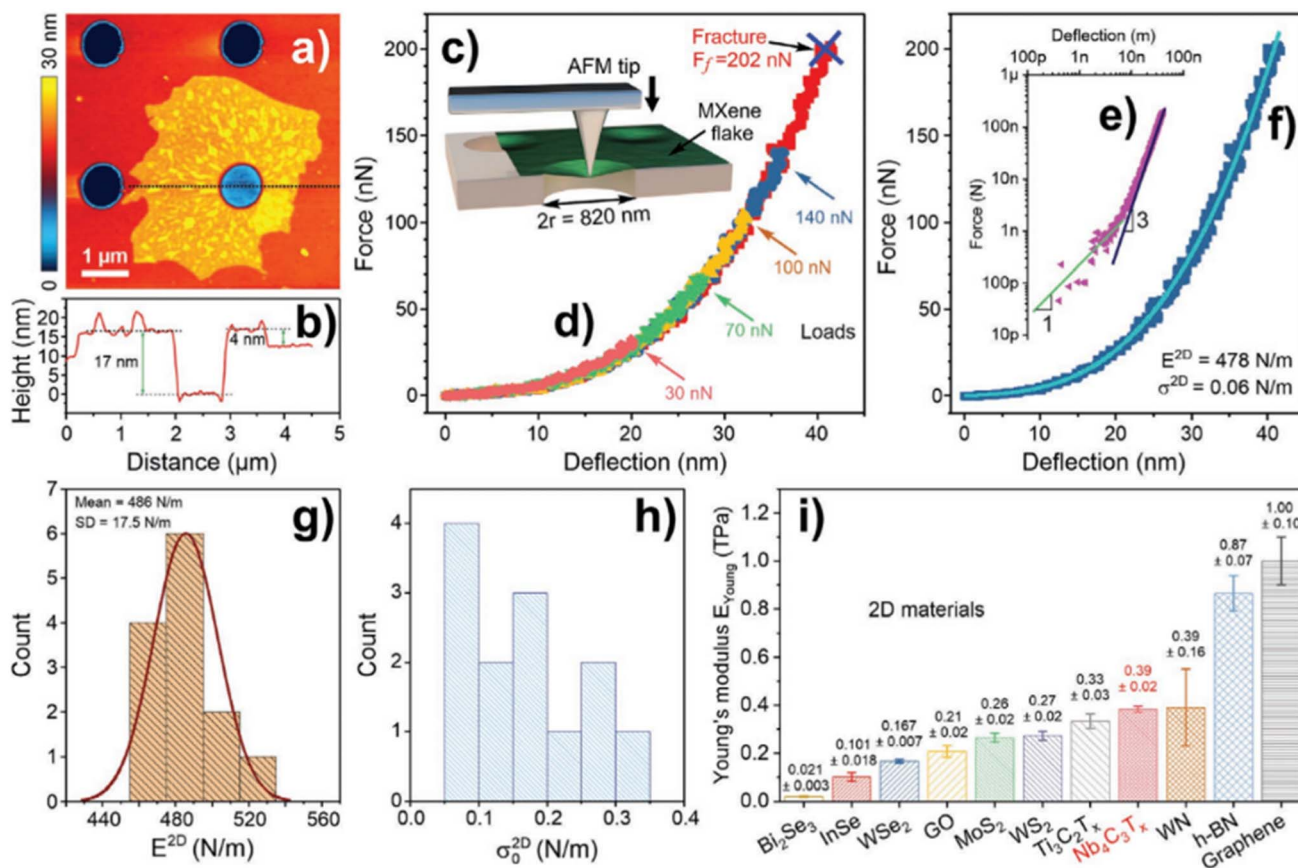 a)
30 nm
0
1 μm
b)
Height (nm)
20
15
10
5
0
17 nm
4 nm
0 1 2 3 4 5
Distance (μm)
c)
Fracture
Ff=202 nN
AFM tip
MXene
flake
2r = 820 nm
140 nN
100 nN
70 nN
30 nN
Loads
d)
Force (nN)
200
150
100
50
0
0 10 20 30 40
Deflection (nm)
Deflection (m)
100p 1n 10n 100n
e)
Force (N)
1μ
100n
10n
1n
100p
10p
3
1
f)
E2D = 478 N/m
σ2D = 0.06 N/m
Force (nN)
200
150
100
50
0
0 10 20 30 40
Deflection (nm)
g)
Mean = 486 N/m
SD = 17.5 N/m
Count
7
6
5
4
3
2
1
0
440 480 520 560
E2D (N/m)
h)
Count
4
3
2
1
0
0.0 0.1 0.2 0.3 0.4
σ02D (N/m)
i)
Young's modulus EYoung (TPa)
1.2
1.0
0.8
0.6
0.4
0.2
0.0
2D materials
0.021
± 0.003
0.101
± 0.018
0.167
± 0.007
0.21
± 0.02
0.26
± 0.02
0.27
± 0.02
0.33
± 0.03
0.39
± 0.02
0.39
± 0.16
0.87
± 0.07
1.00
± 0.10
Bi2Se3
InSe
WSe2
GO
MoS2
WS2
Ti3C2Tx
Nb4C3Tx
WN
h-BN
Graphene